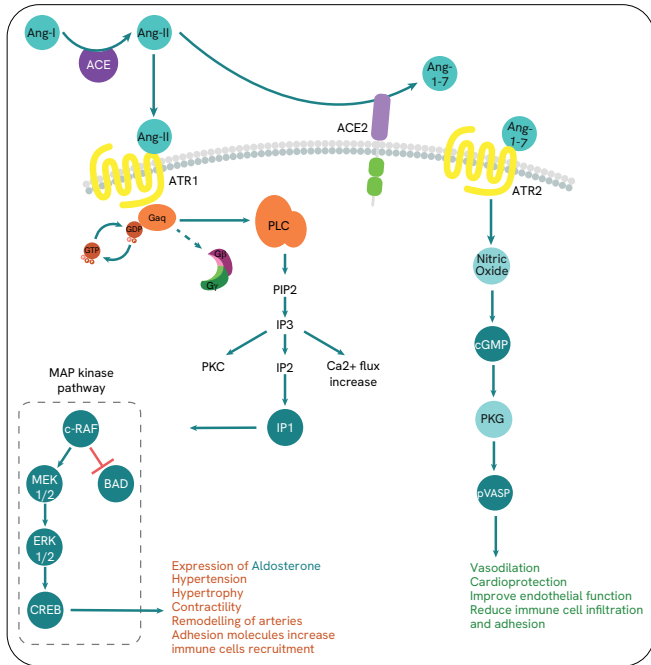 Ang-I
Ang-II
ACE
Ang-
1-7
ACE2
Ang-II
Ang-
1-7
ATR1
ATR2
Gaq
GDP
GTP
PLC
Gβ
Gγ
Nitric
Oxide
PIP2
IP3
cGMP
PKC
IP2
Ca2+ flux
increase
MAP kinase
pathway
c-RAF
IP1
PKG
MEK
1/2
BAD
pVASP
ERK
1/2
CREB
Expression of Aldosterone
Hypertension
Hypertrophy
Contractility
Remodelling of arteries
Adhesion molecules increase
immune cells recruitment
Vasodilation
Cardioprotection
Improve endothelial function
Reduce immune cell infiltration
and adhesion